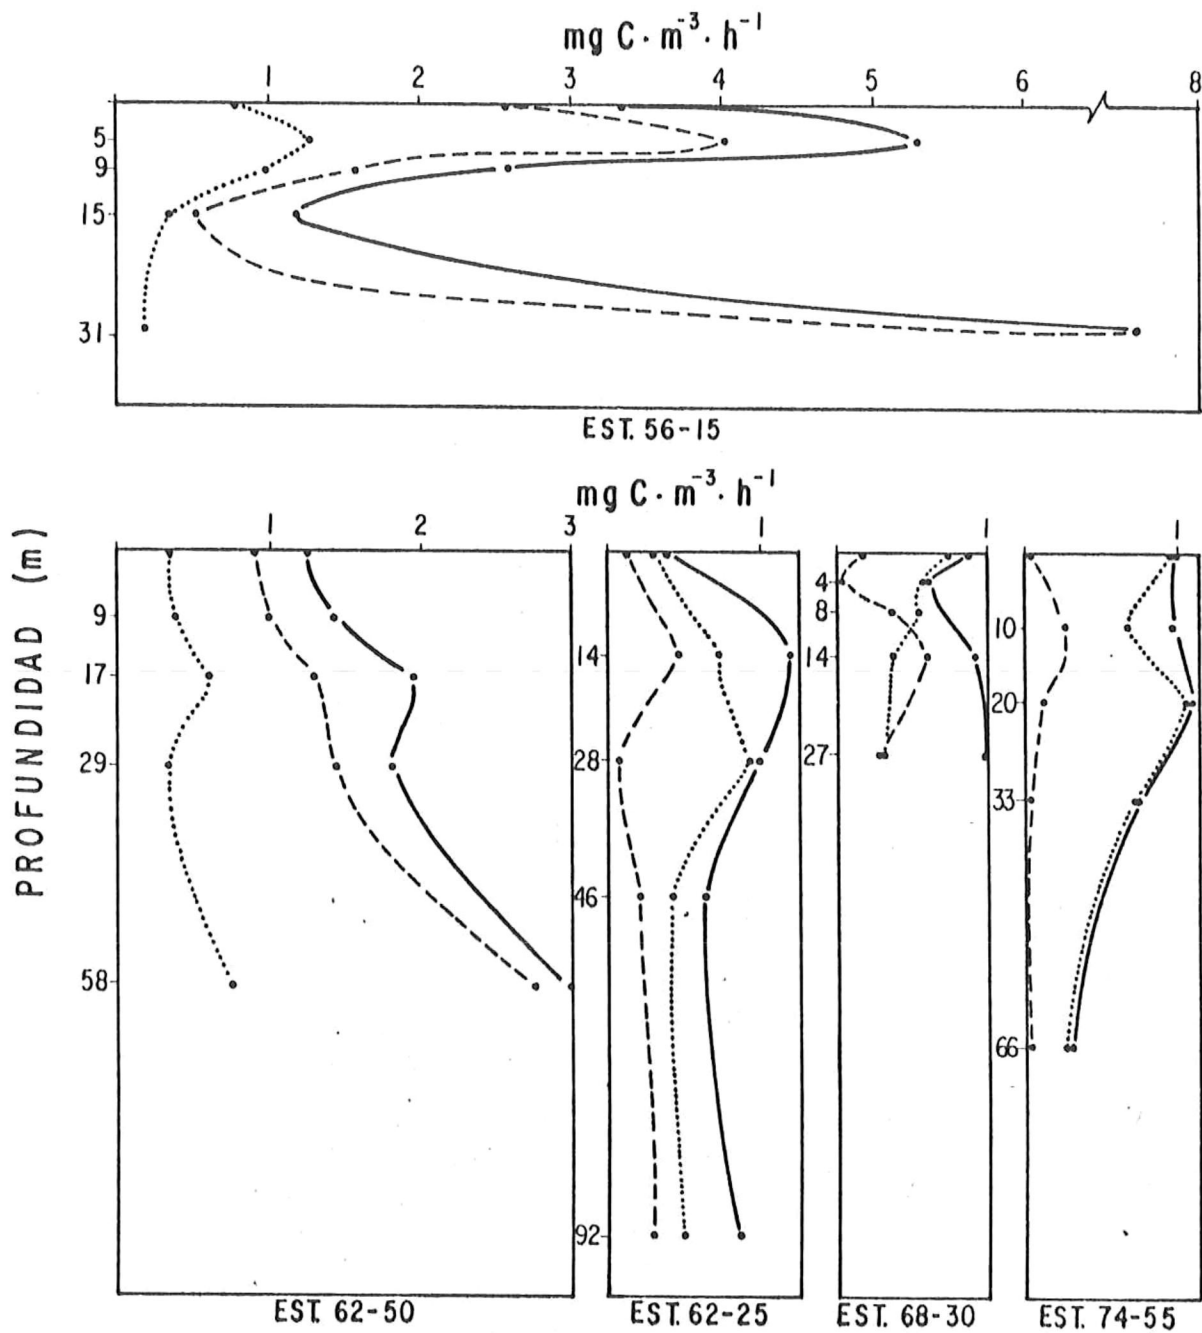 mg C · m⁻³ · h⁻¹
1 2 3 4 5 6 8
5
9
15
31
EST. 56-15
mg C · m⁻³ · h⁻¹
PROFUNDIDAD (m)
1 2 3
9
17
29
58
EST. 62-50
1
14
28
46
92
EST. 62-25
1
4
8
14
27
EST. 68-30
1
10
20
33
66
EST. 74-55